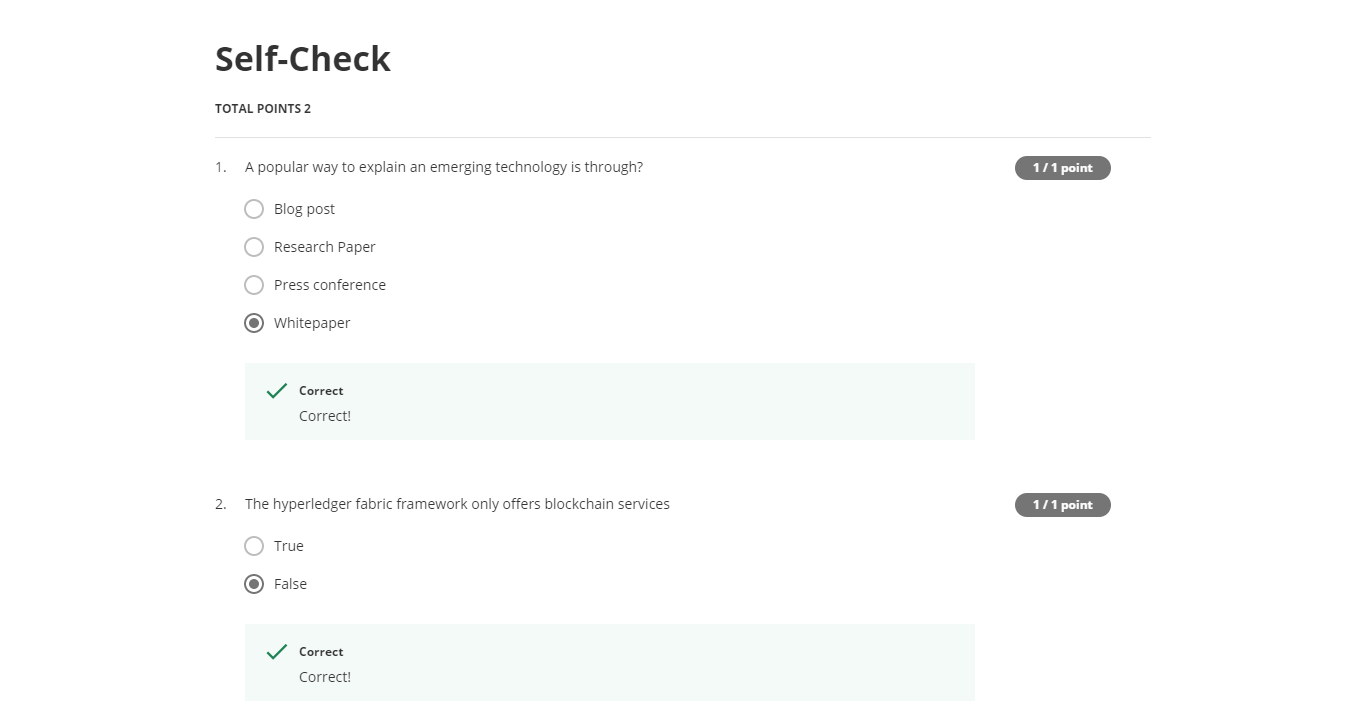 Self-Check
TOTAL POINTS 2
1. A popular way to explain an emerging technology is through?
1 / 1 point
Blog post
Research Paper
Press conference
Whitepaper
Correct
Correct!
2. The hyperledger fabric framework only offers blockchain services
1 / 1 point
True
False
Correct
Correct!